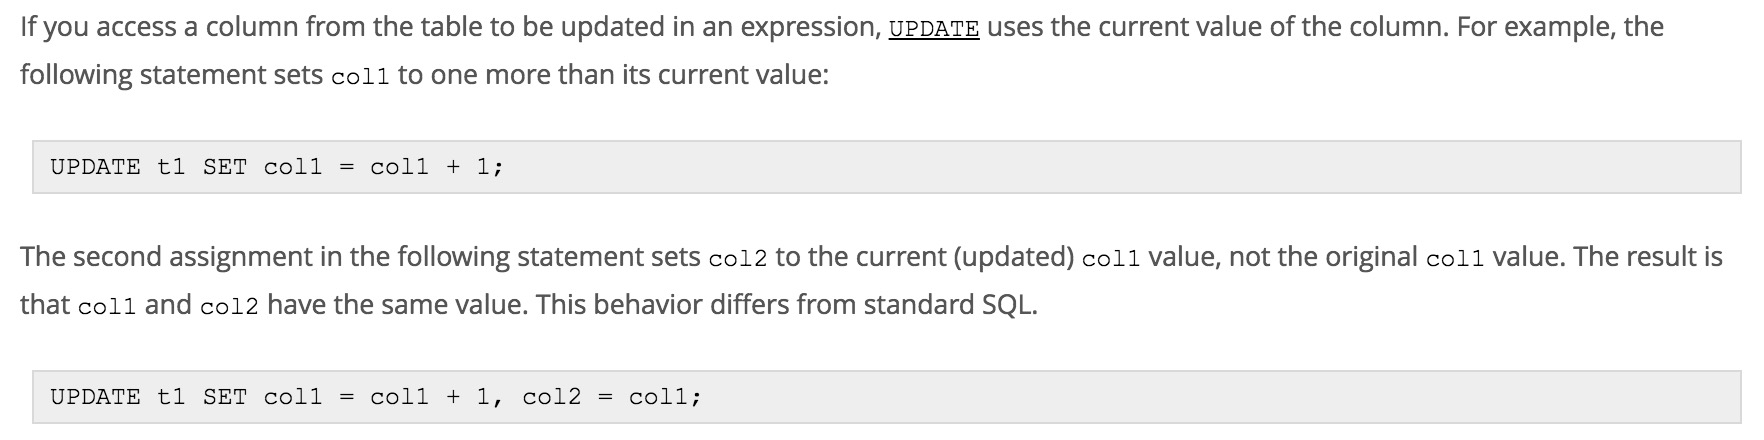 If you access a column from the table to be updated in an expression, UPDATE uses the current value of the column. For example, the
following statement sets col1 to one more than its current value:
UPDATE t1 SET col1 = col1 + 1;
The second assignment in the following statement sets col2 to the current (updated) col1 value, not the original col1 value. The result is
that col1 and col2 have the same value. This behavior differs from standard SQL.
UPDATE t1 SET col1 = col1 + 1, col2 = col1;